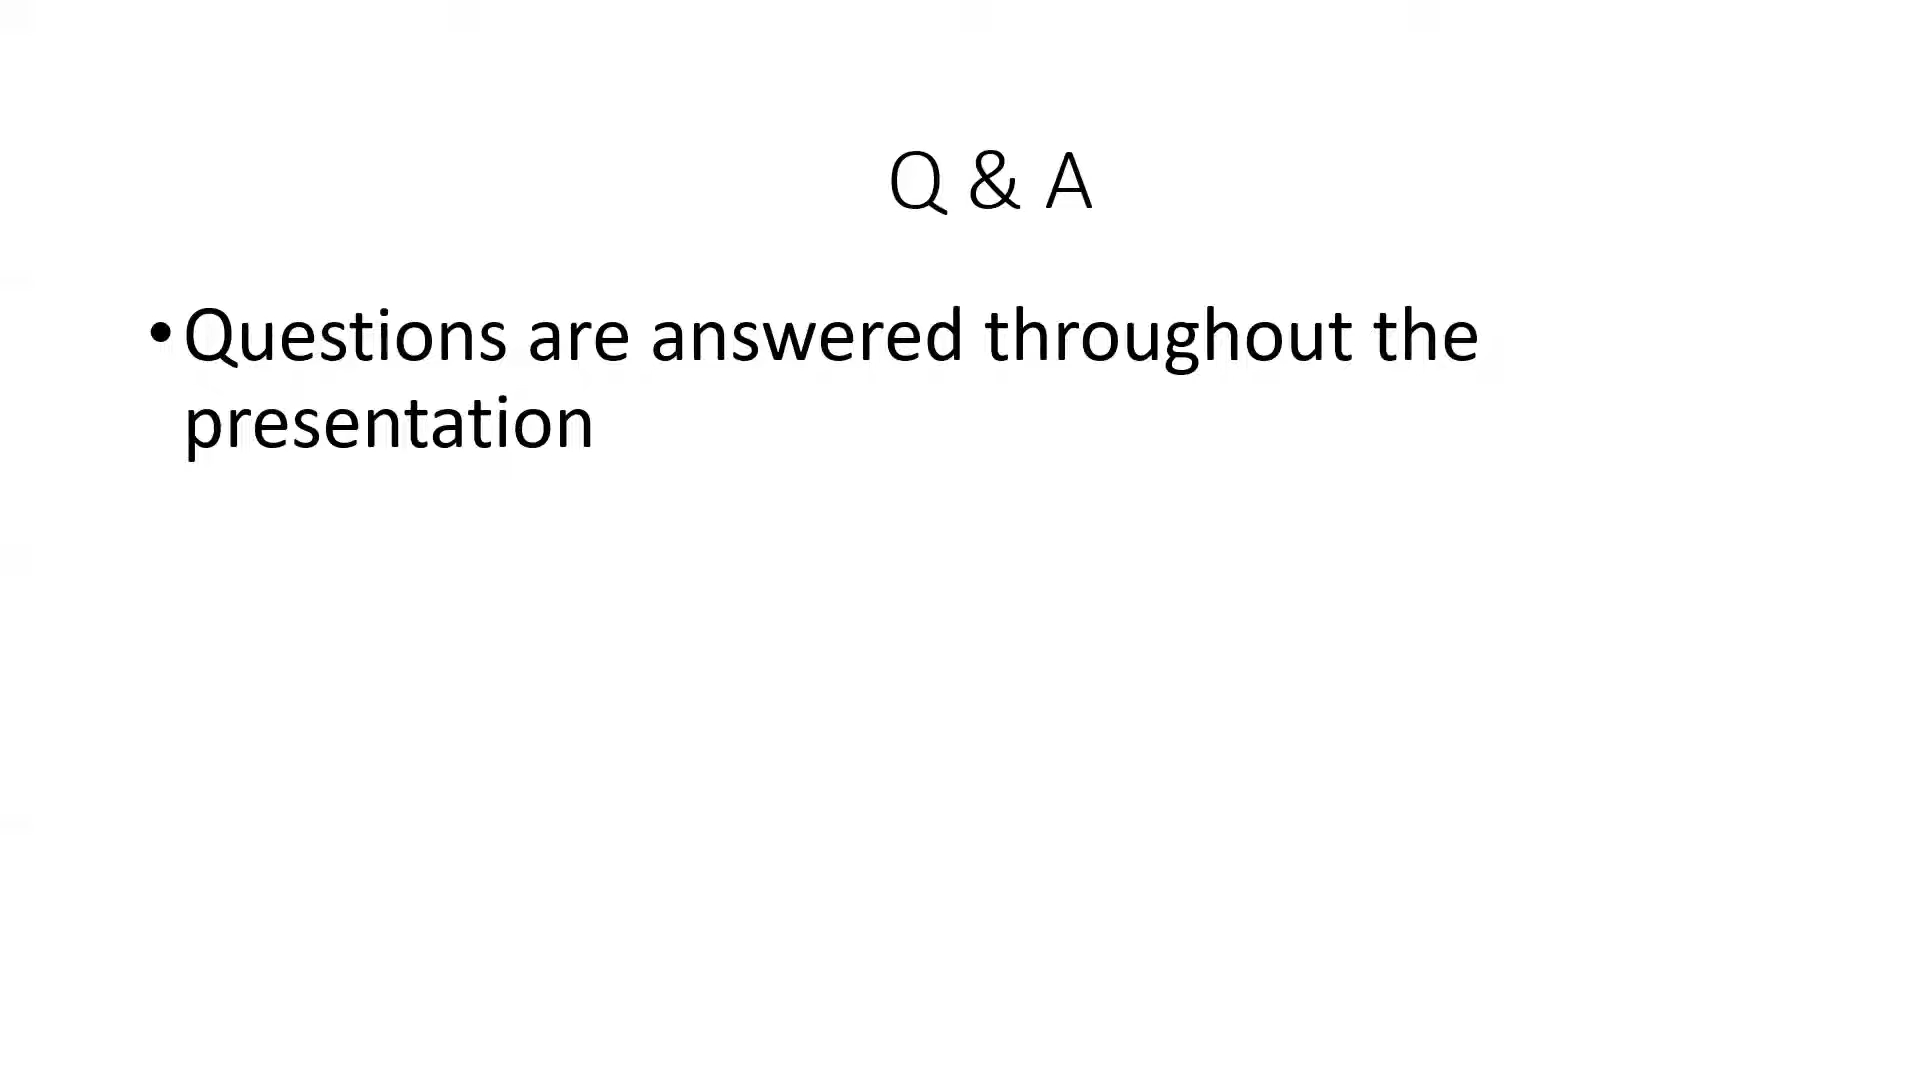 Q & A
•Questions are answered throughout the
presentation